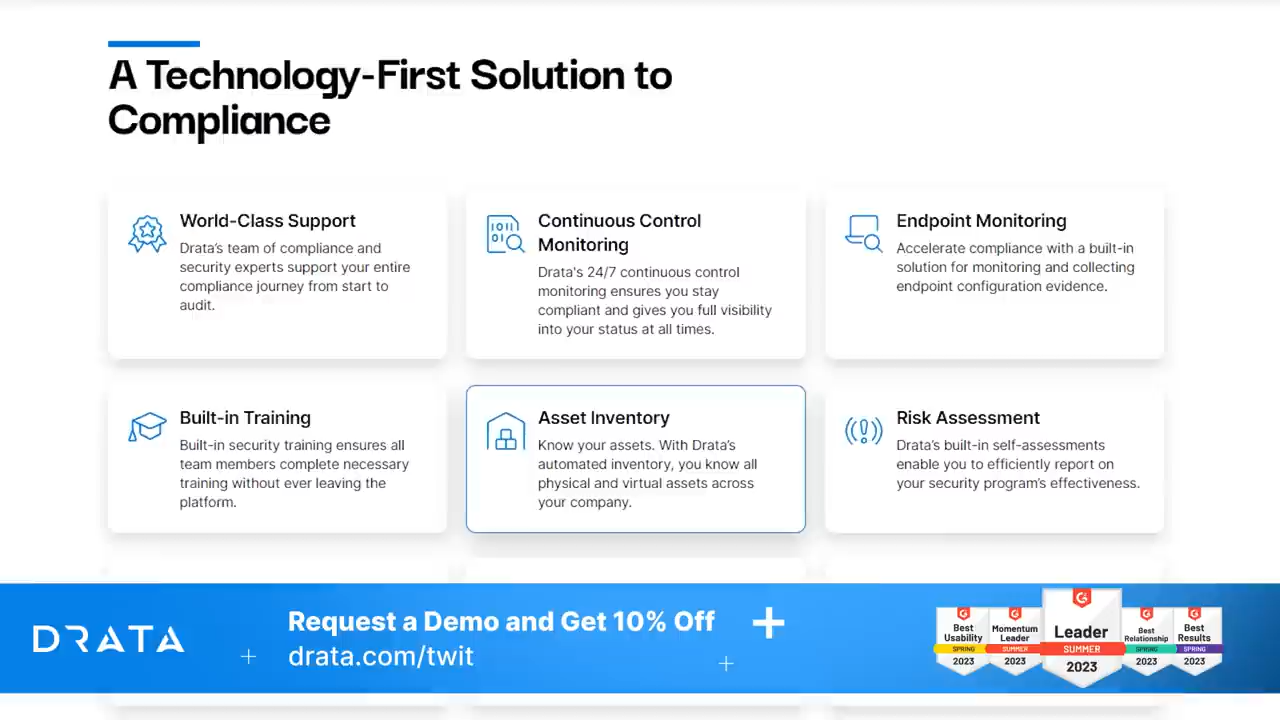 A Technology-First Solution to
Compliance
World-Class Support
Drata's team of compliance and
security experts support your entire
compliance journey from start to
audit.
Continuous Control
Monitoring
Drata's 24/7 continuous control
monitoring ensures you stay
compliant and gives you full visibility
into your status at all times.
Endpoint Monitoring
Accelerate compliance with a built-in
solution for monitoring and collecting
endpoint configuration evidence.
Built-in Training
Built-in security training ensures all
team members complete necessary
training without ever leaving the
platform.
Asset Inventory
Know your assets. With Drata's
automated inventory, you know all
physical and virtual assets across
your company.
Risk Assessment
Drata's built-in self-assessments
enable you to efficiently report on
your security program's effectiveness.
DRATA
Request a Demo and Get 10% Off
drata.com/twit
Best
Usability
SPRING
2023
Momentum
Leader
SUMMER
2023
Leader
SUMMER
2023
Best
Relationship
SPRING
2023
Best
Results
SPRING
2023